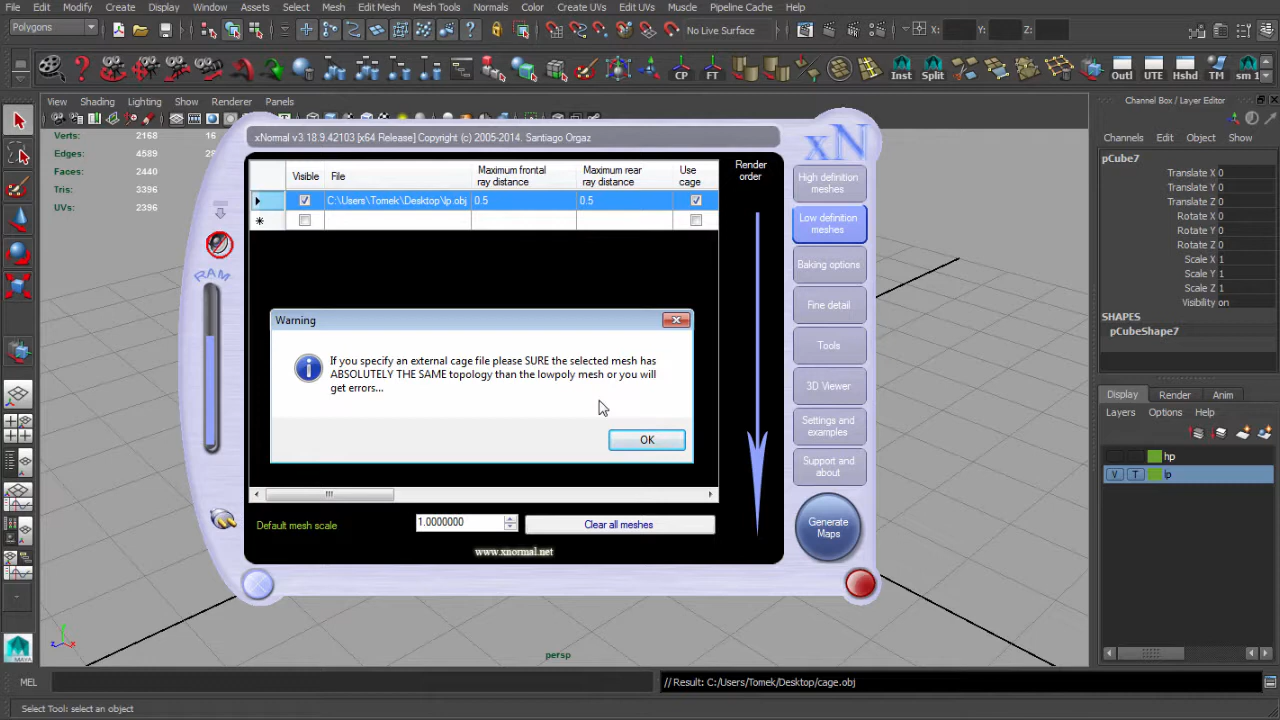 File Edit Modify Create Display Window Assets Select Mesh Edit Mesh Mesh Tools Normals Color Create UVs Edit UVs Muscle Pipeline Cache Help
Polygons
No Live Surface
X:
Y:
Z:
CP FT Inst Split Outl UTE Hshd TM sm 1
View Shading Lighting Show Renderer Panels
Channel Box / Layer Editor
Verts: 2168 16
Edges: 4589
Faces: 2440
Tris: 3396
UVs: 2396
xNormal v3.18.9.42103 [x64 Release] Copyright (c) 2005-2014. Santiago Orgaz
xN
Channels Edit Object Show
pCube7
Translate X 0
Translate Y 0
Translate Z 0
Rotate X 0
Rotate Y 0
Rotate Z 0
Scale X 1
Scale Y 1
Scale Z 1
Visibility on
SHAPES
pCubeShape7
Visible File Maximum frontal ray distance Maximum rear ray distance Use cage
C:\Users\Tomek\Desktop\lp.obj 0.5 0.5
Render order
High definition meshes
Low definition meshes
Baking options
Fine detail
Tools
3D Viewer
Settings and examples
Support and about
Generate Maps
RAM
Warning
If you specify an external cage file please SURE the selected mesh has
ABSOLUTELY THE SAME topology than the lowpoly mesh or you will
get errors...
OK
Default mesh scale 1.0000000 Clear all meshes
www.xnormal.net
Display Render Anim
Layers Options Help
hp
V T lp
MAYA
persp
MEL
// Result: C:/Users/Tomek/Desktop/cage.obj
Select Tool: select an object